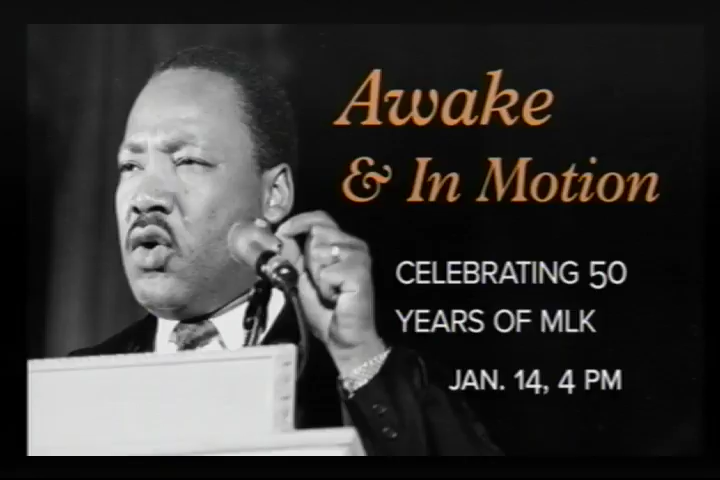 Awake
& In Motion
CELEBRATING 50
YEARS OF MLK
JAN. 14, 4 PM